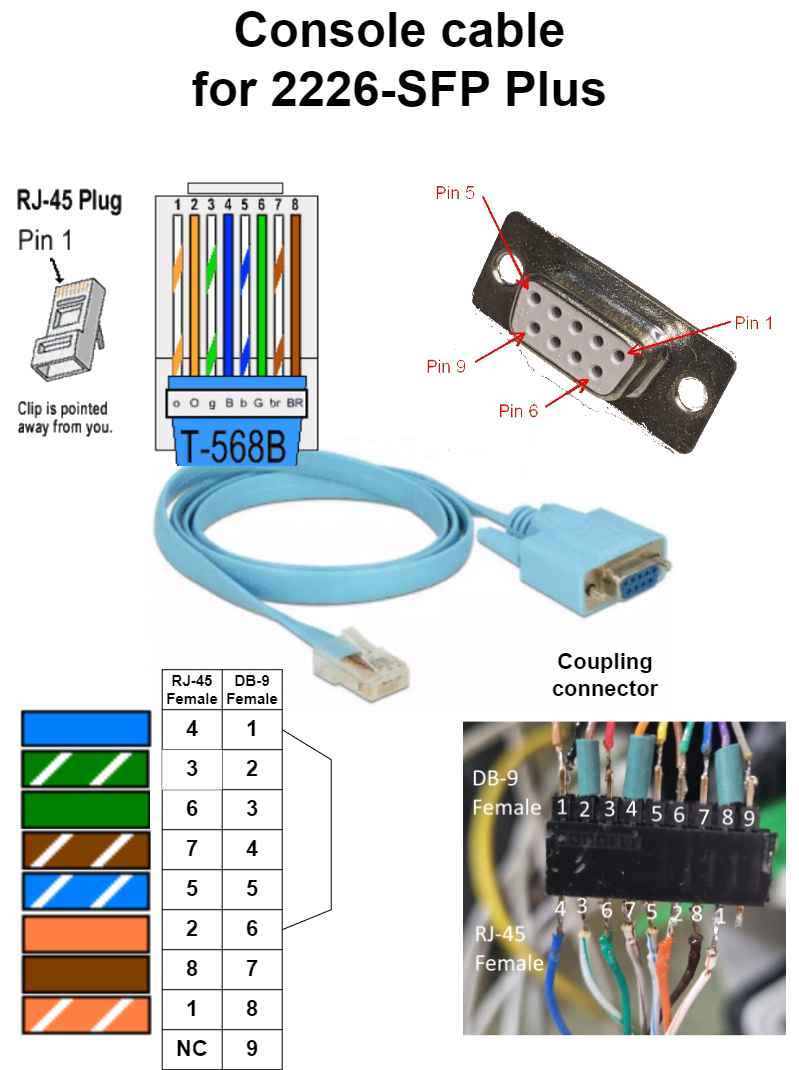 Console cable
for 2226-SFP Plus
RJ-45 Plug
Pin 1
Clip is pointed
away from you.
1 2 3 4 5 6 7 8
o O g B b G br BR
T-568B
Pin 5
Pin 1
Pin 9
Pin 6
Coupling
connector
RJ-45 DB-9
Female Female
4 1
3 2
6 3
7 4
5 5
2 6
8 7
1 8
NC 9
DB-9
Female
1 2 3 4 5 6 7 8 9
4 3 6 7 5 2 8 1
RJ-45
Female